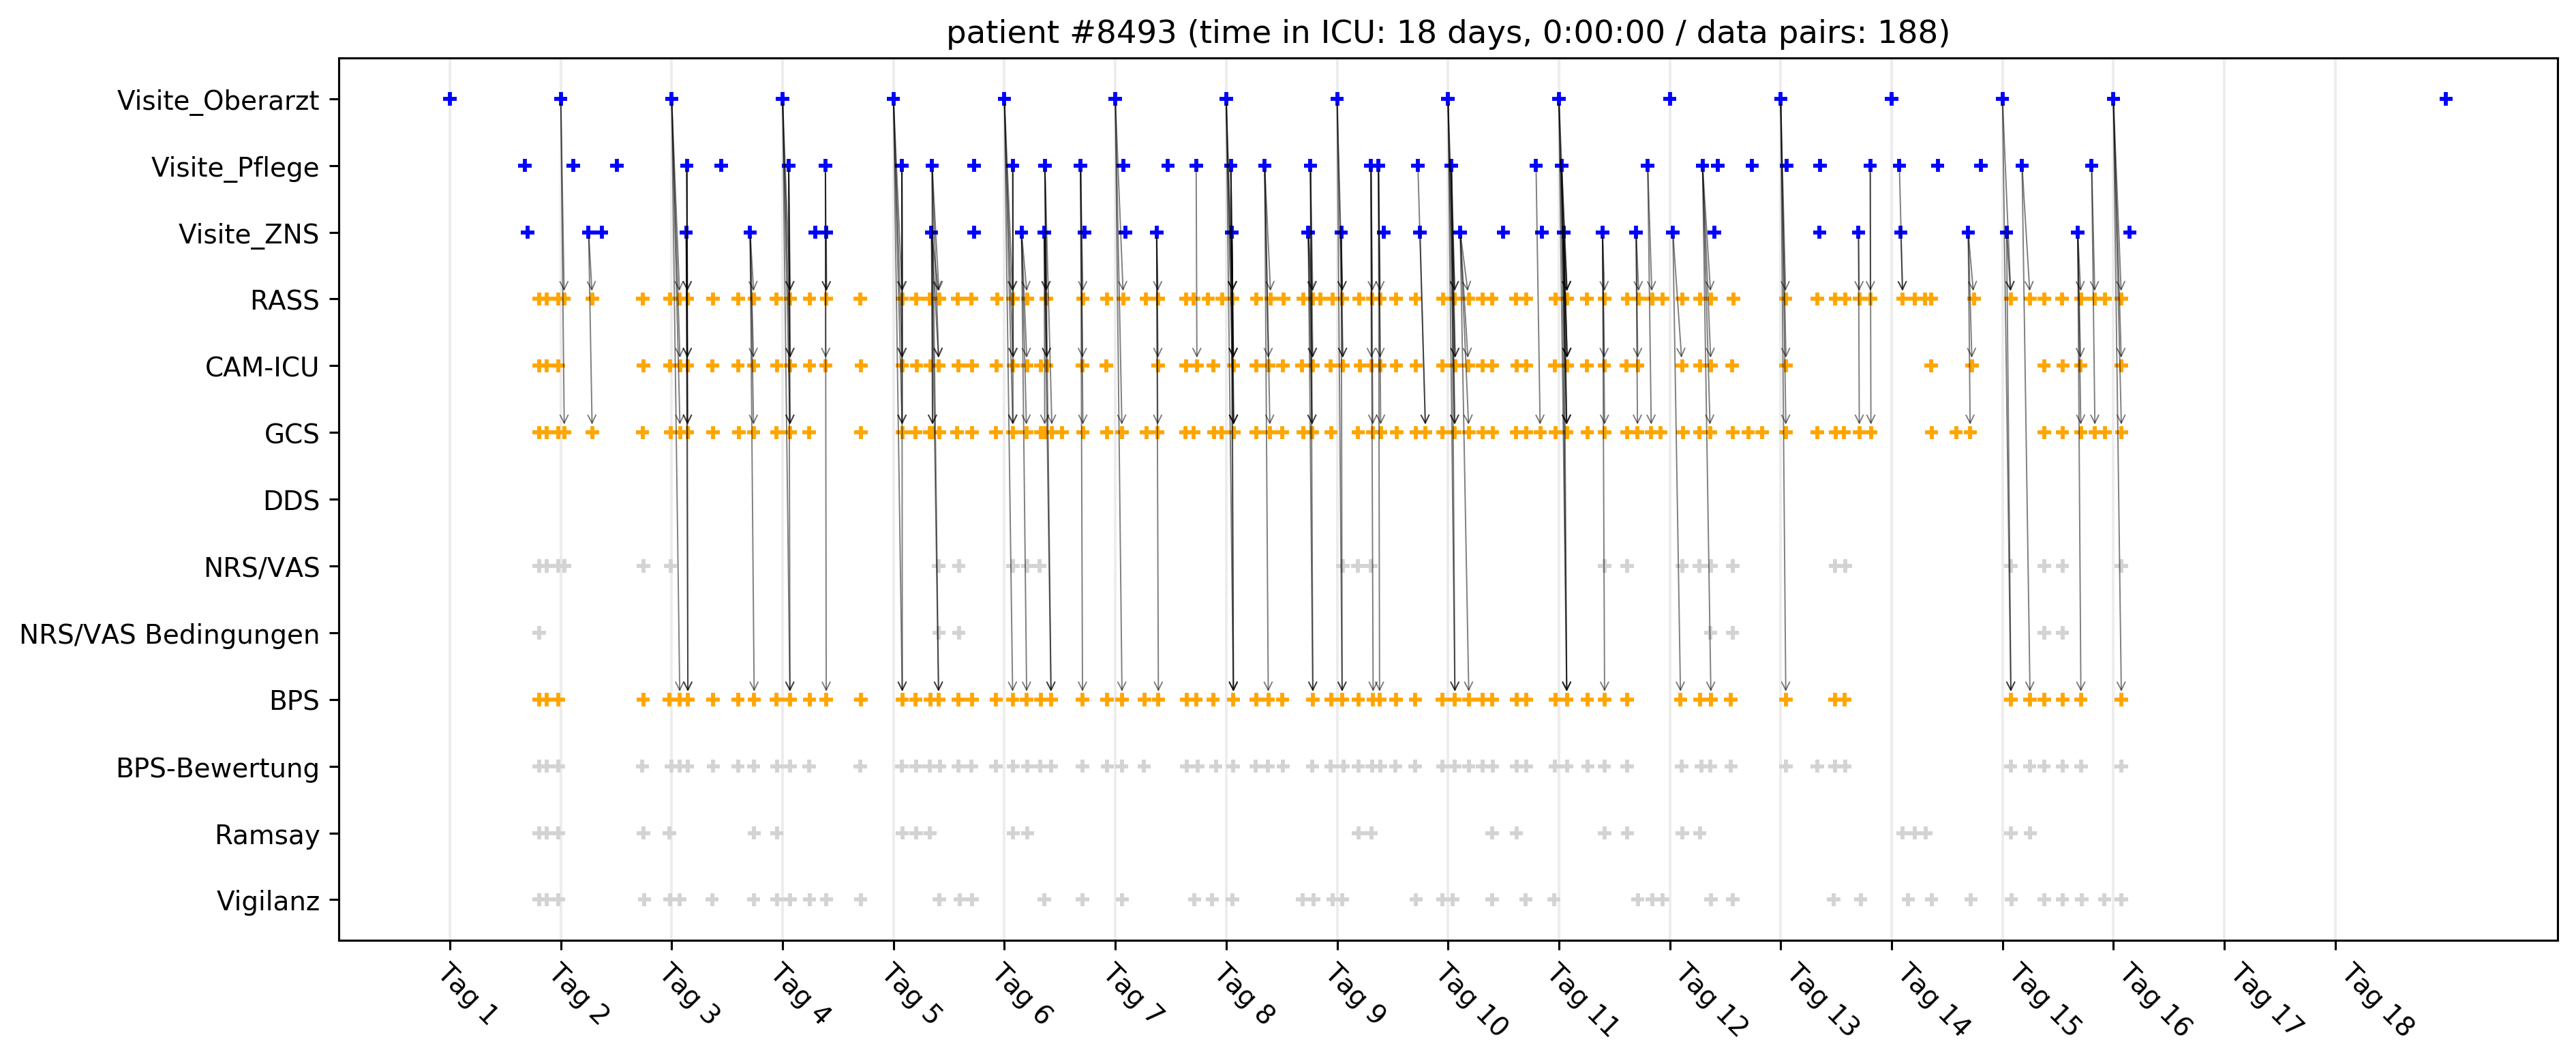 patient #8493 (time in ICU: 18 days, 0:00:00 / data pairs: 188)
Visite_Oberarzt
Visite_Pflege
Visite_ZNS
RASS
CAM-ICU
GCS
DDS
NRS/VAS
NRS/VAS Bedingungen
BPS
BPS-Bewertung
Ramsay
Vigilanz
Tag 1
Tag 2
Tag 3
Tag 4
Tag 5
Tag 6
Tag 7
Tag 8
Tag 9
Tag 10
Tag 11
Tag 12
Tag 13
Tag 14
Tag 15
Tag 16
Tag 17
Tag 18